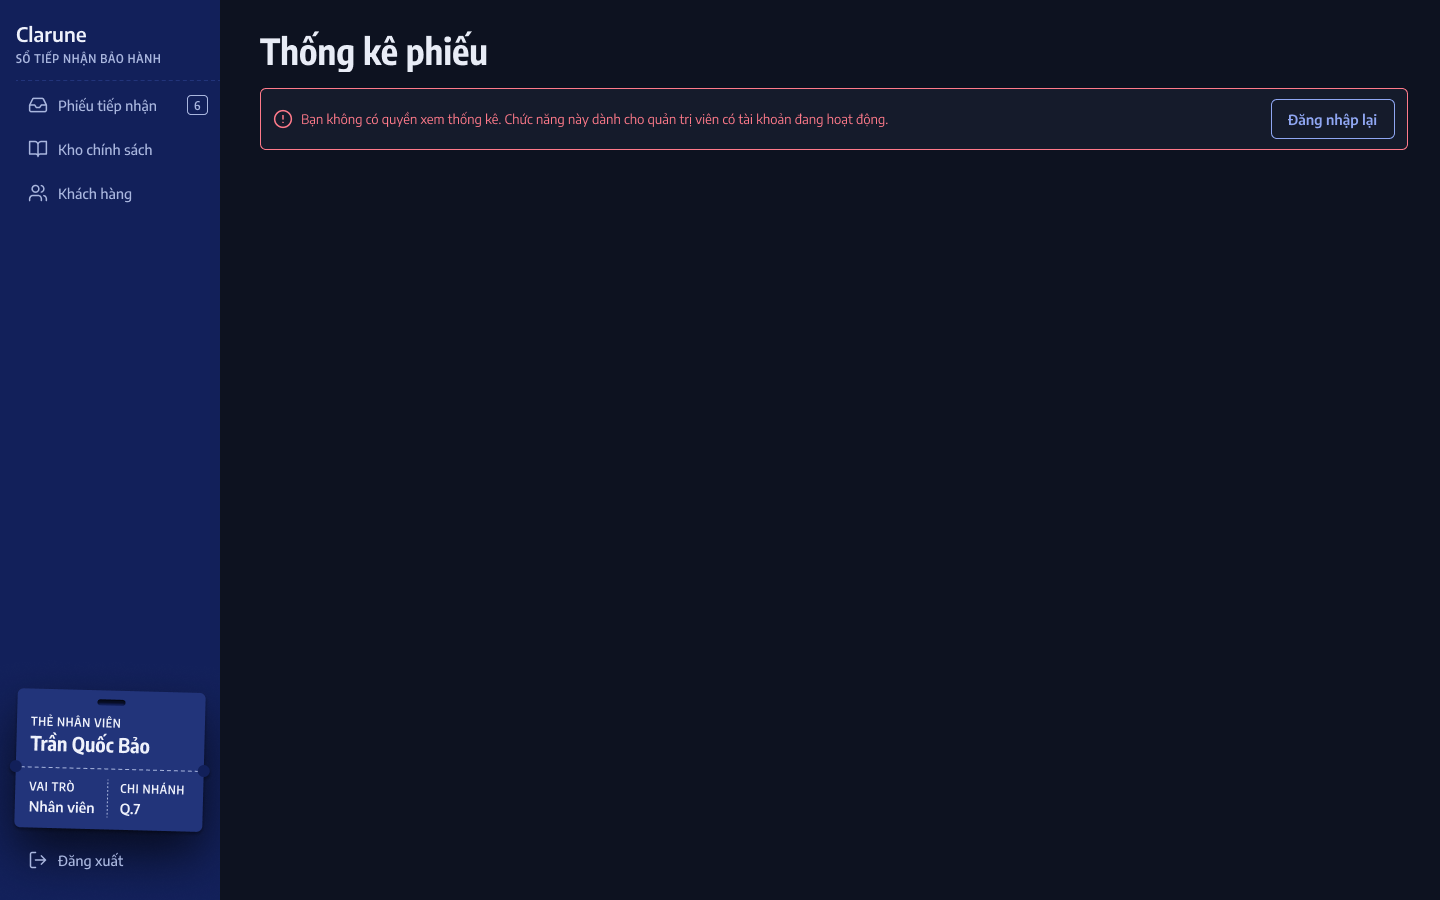 Clarune
SỔ TIẾP NHẬN BẢO HÀNH
Phiếu tiếp nhận 6
Kho chính sách
Khách hàng
THẺ NHÂN VIÊN
Trần Quốc Bảo
VAI TRÒ CHI NHÁNH
Nhân viên Q.7
Đăng xuất
Thống kê phiếu
Bạn không có quyền xem thống kê. Chức năng này dành cho quản trị viên có tài khoản đang hoạt động.
Đăng nhập lại